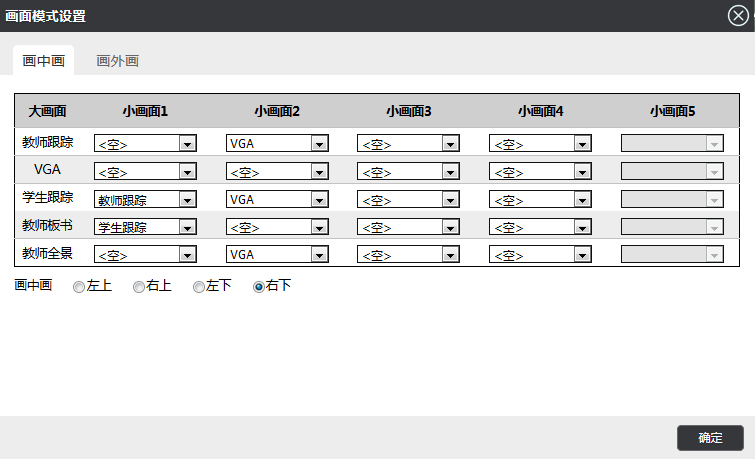 画面模式设置
画中画 画外画
大画面 小画面1 小画面2 小画面3 小画面4 小画面5
教师跟踪 <空> VGA <空> <空>
VGA <空> <空> <空> <空>
学生跟踪 教师跟踪 VGA <空> <空>
教师板书 学生跟踪 <空> <空> <空>
教师全景 <空> VGA <空> <空>
画中画 左上 右上 左下 右下
确定